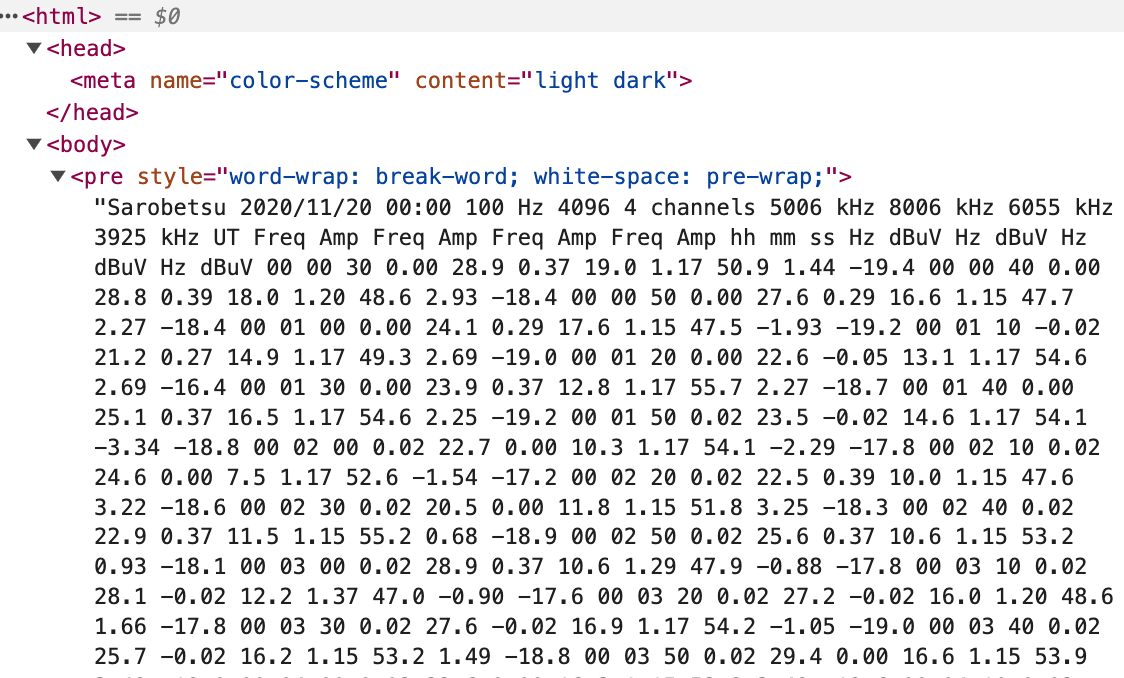 ···<html> == $0
▼<head>
<meta name="color-scheme" content="light dark">
</head>
▼<body>
▼<pre style="word-wrap: break-word; white-space: pre-wrap;">
"Sarobetsu 2020/11/20 00:00 100 Hz 4096 4 channels 5006 kHz 8006 kHz 6055 kHz
3925 kHz UT Freq Amp Freq Amp Freq Amp Freq Amp hh mm ss Hz dBuV Hz dBuV Hz
dBuV Hz dBuV 00 00 30 0.00 28.9 0.37 19.0 1.17 50.9 1.44 -19.4 00 00 40 0.00
28.8 0.39 18.0 1.20 48.6 2.93 -18.4 00 00 50 0.00 27.6 0.29 16.6 1.15 47.7
2.27 -18.4 00 01 00 0.00 24.1 0.29 17.6 1.15 47.5 -1.93 -19.2 00 01 10 -0.02
21.2 0.27 14.9 1.17 49.3 2.69 -19.0 00 01 20 0.00 22.6 -0.05 13.1 1.17 54.6
2.69 -16.4 00 01 30 0.00 23.9 0.37 12.8 1.17 55.7 2.27 -18.7 00 01 40 0.00
25.1 0.37 16.5 1.17 54.6 2.25 -19.2 00 01 50 0.02 23.5 -0.02 14.6 1.17 54.1
-3.34 -18.8 00 02 00 0.02 22.7 0.00 10.3 1.17 54.1 -2.29 -17.8 00 02 10 0.02
24.6 0.00 7.5 1.17 52.6 -1.54 -17.2 00 02 20 0.02 22.5 0.39 10.0 1.15 47.6
3.22 -18.6 00 02 30 0.02 20.5 0.00 11.8 1.15 51.8 3.25 -18.3 00 02 40 0.02
22.9 0.37 11.5 1.15 55.2 0.68 -18.9 00 02 50 0.02 25.6 0.37 10.6 1.15 53.2
0.93 -18.1 00 03 00 0.02 28.9 0.37 10.6 1.29 47.9 -0.88 -17.8 00 03 10 0.02
28.1 -0.02 12.2 1.37 47.0 -0.90 -17.6 00 03 20 0.02 27.2 -0.02 16.0 1.20 48.6
1.66 -17.8 00 03 30 0.02 27.6 -0.02 16.9 1.17 54.2 -1.05 -19.0 00 03 40 0.02
25.7 -0.02 16.2 1.15 53.2 1.49 -18.8 00 03 50 0.02 29.4 0.00 16.6 1.15 53.9